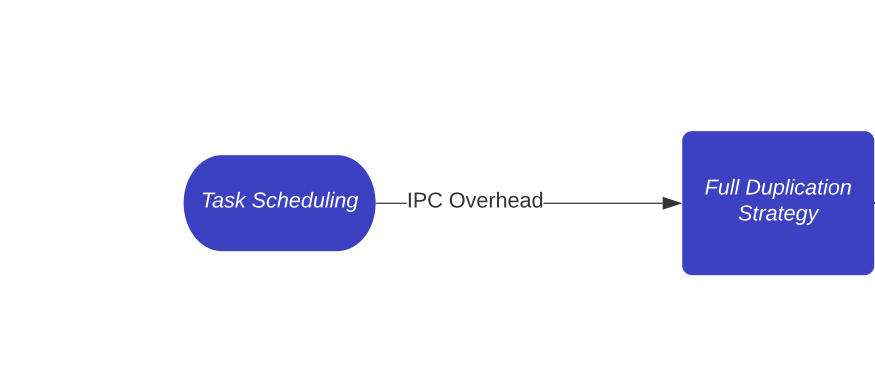 Task Scheduling
IPC Overhead
Full Duplication
Strategy